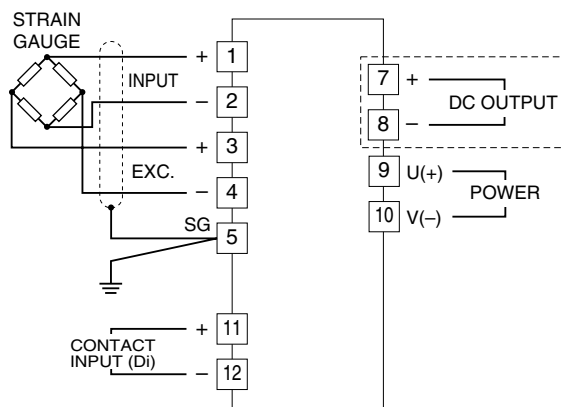 STRAIN
GAUGE
+ 1
INPUT
– 2
+ 3
EXC.
– 4
SG 5
+ 11
CONTACT
INPUT (Di)
– 12
7 +
DC OUTPUT
8 –
9 U(+)
POWER
10 V(–)